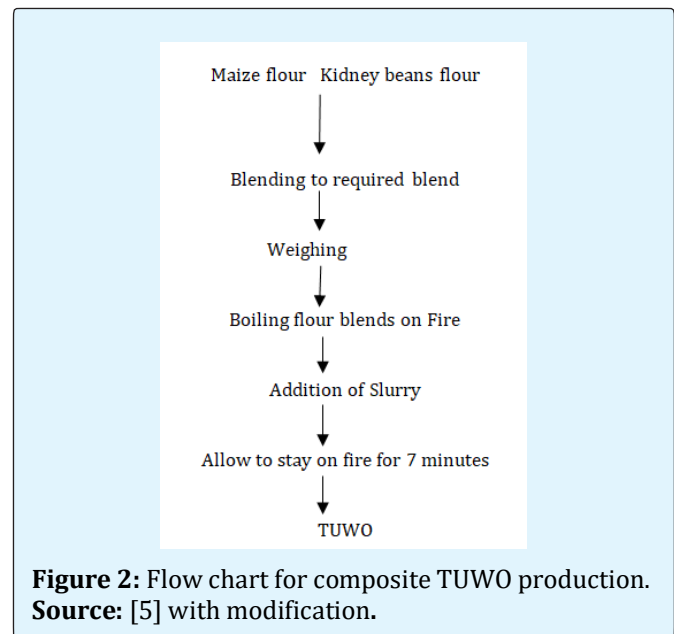 Maize flour Kidney beans flour
Blending to required blend
Weighing
Boiling flour blends on Fire
Addition of Slurry
Allow to stay on fire for 7 minutes
TUWO
Figure 2: Flow chart for composite TUWO production.
Source: [5] with modification.